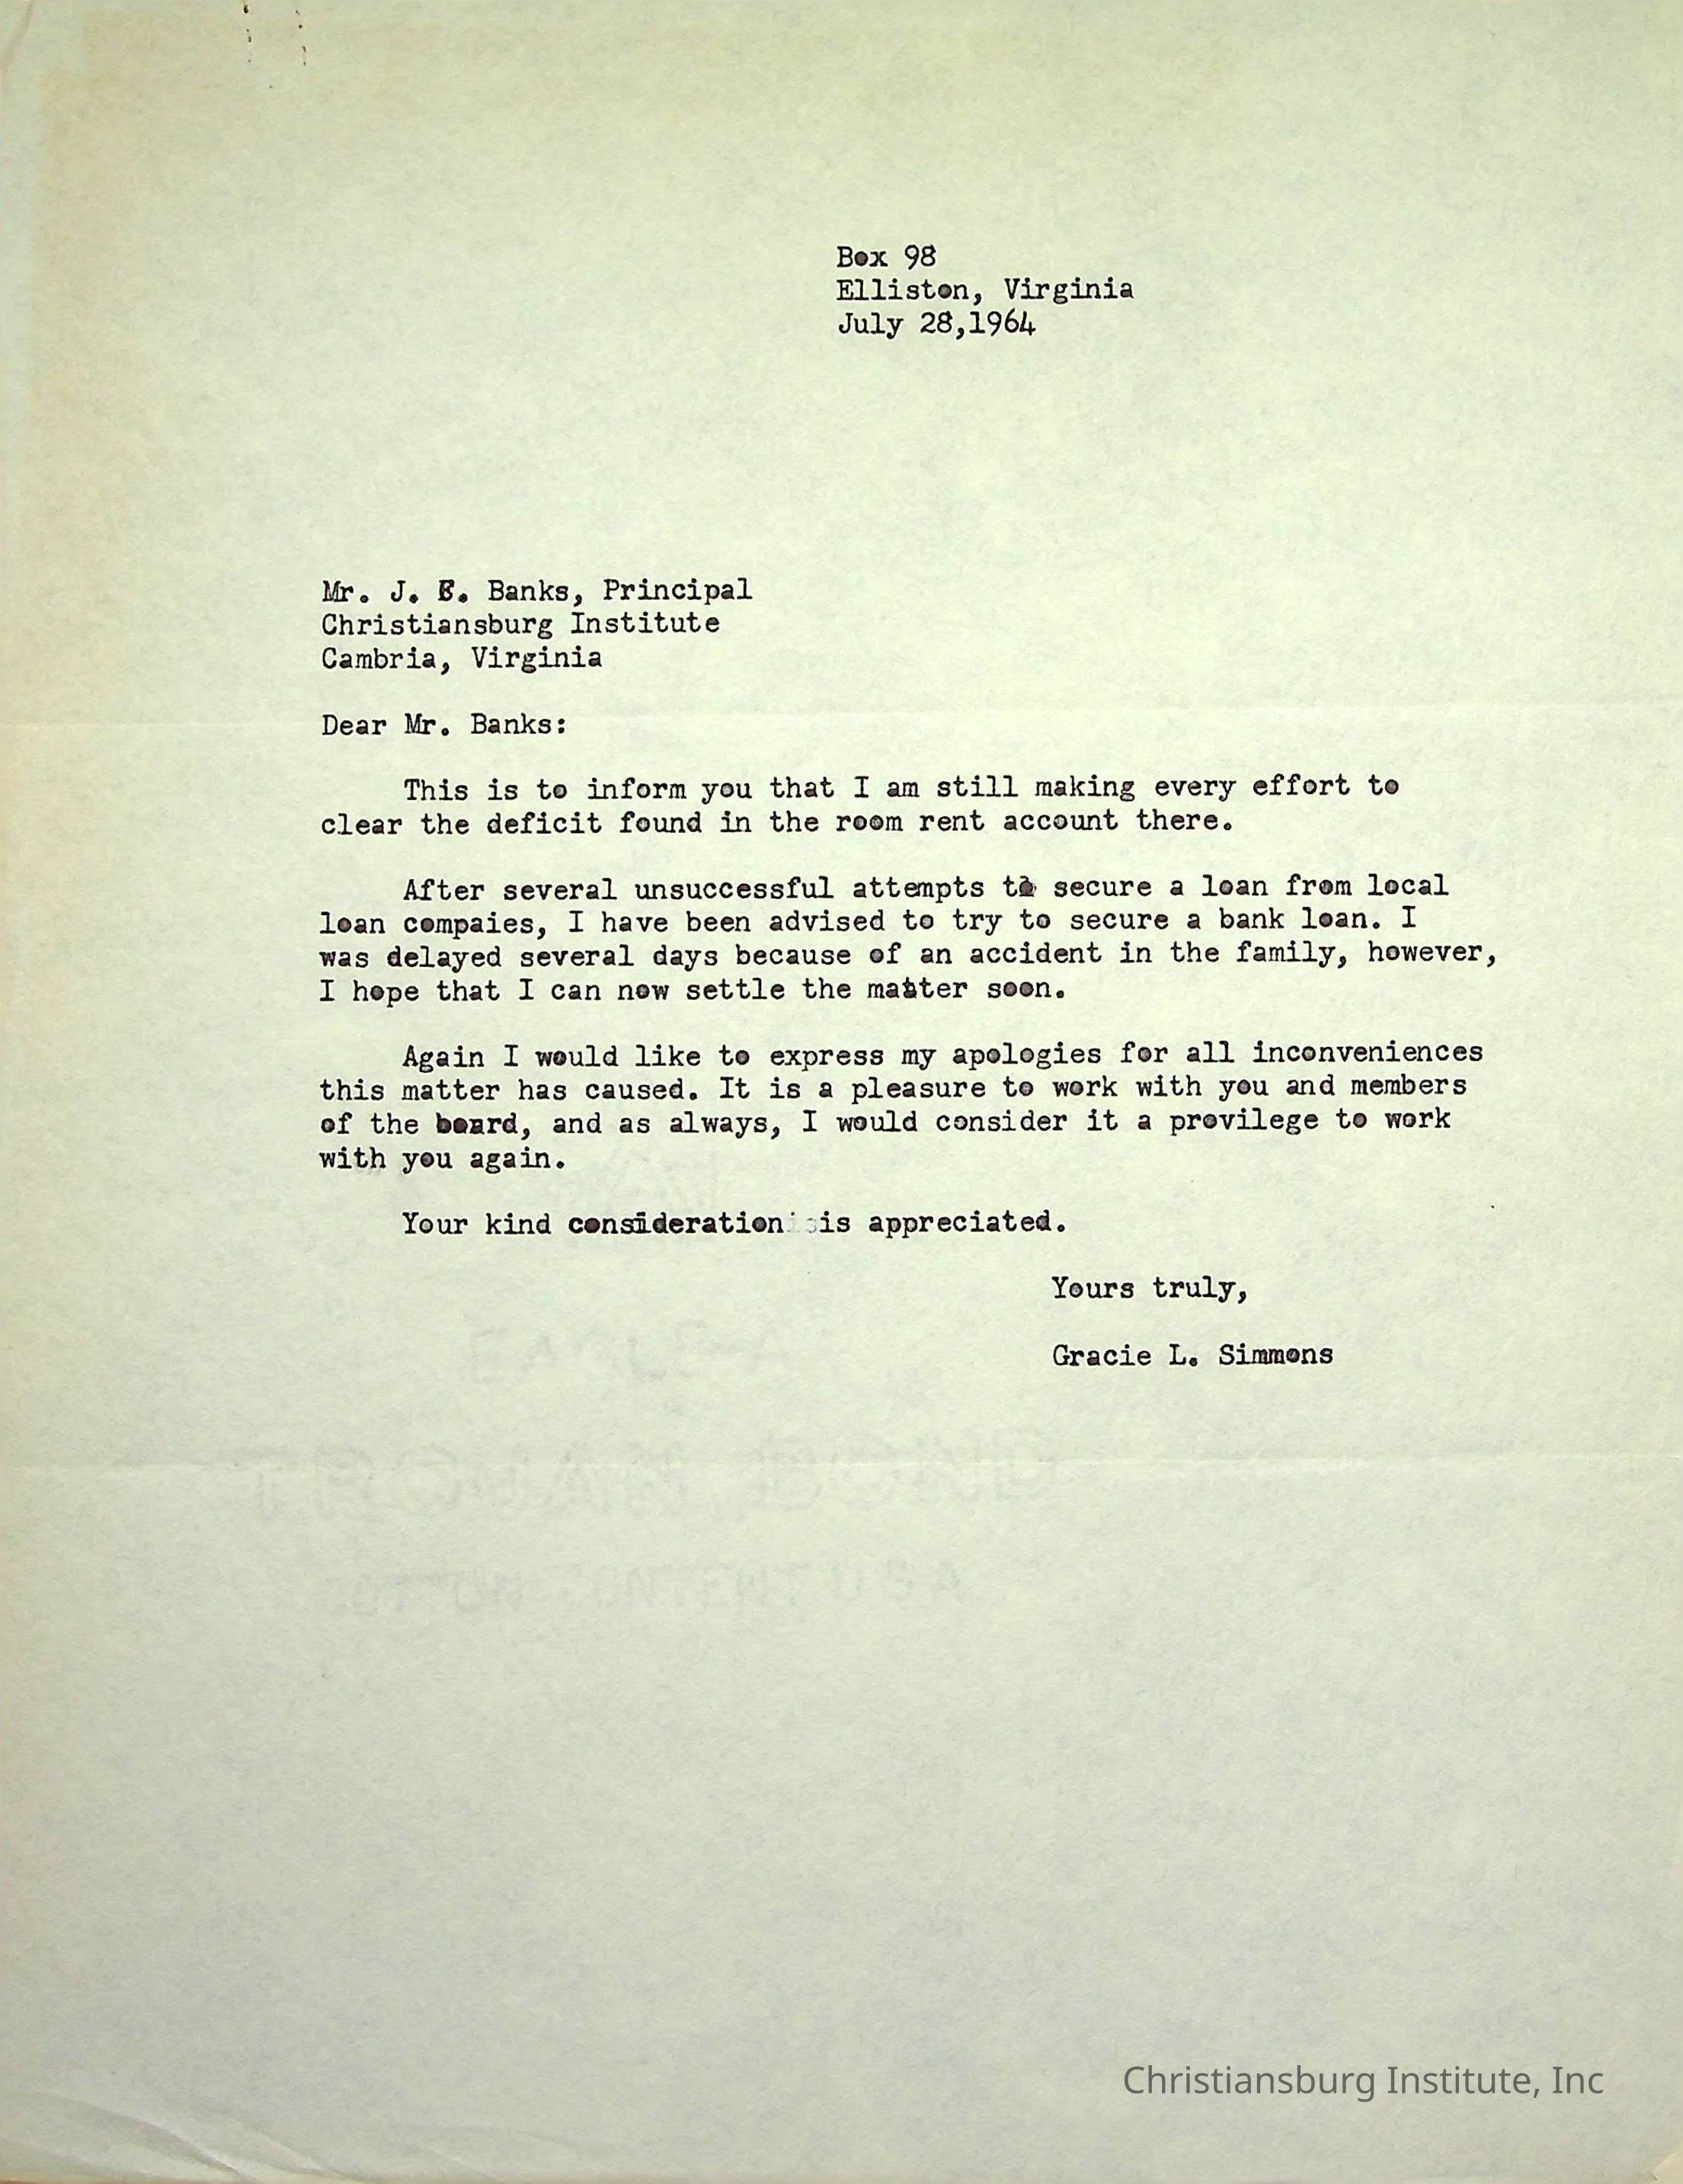 Box 98
Elliston, Virginia
July 28,1964
Mr. J. E. Banks, Principal
Christiansburg Institute
Cambria, Virginia
Dear Mr. Banks:
This is to inform you that I am still making every effort to
clear the deficit found in the room rent account there.
After several unsuccessful attempts to secure a loan from local
loan compaies, I have been advised to try to secure a bank loan. I
was delayed several days because of an accident in the family, however,
I hope that I can now settle the matter soon.
Again I would like to express my apologies for all inconveniences
this matter has caused. It is a pleasure to work with you and members
of the board, and as always, I would consider it a provilege to work
with you again.
Your kind consideration is appreciated.
Yours truly,
Gracie L. Simmons
Christiansburg Institute, Inc